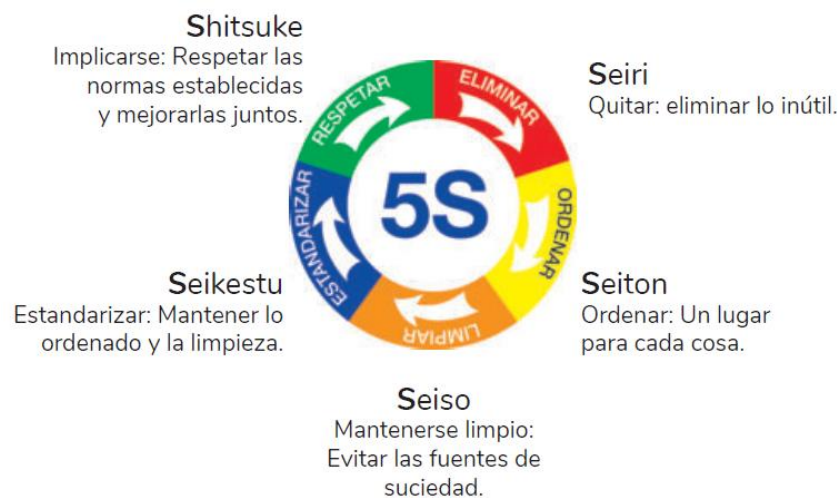 Shitsuke
Implicarse: Respetar las
normas establecidas
y mejorarlas juntos.
Seiri
Quitar: eliminar lo inútil.
RESPETAR
ELIMINAR
5S
ESTANDARIZAR
ORDENAR
LIMPIAR
Seikestu
Estandarizar: Mantener lo
ordenado y la limpieza.
Seiton
Ordenar: Un lugar
para cada cosa.
Seiso
Mantenerse limpio:
Evitar las fuentes de
suciedad.